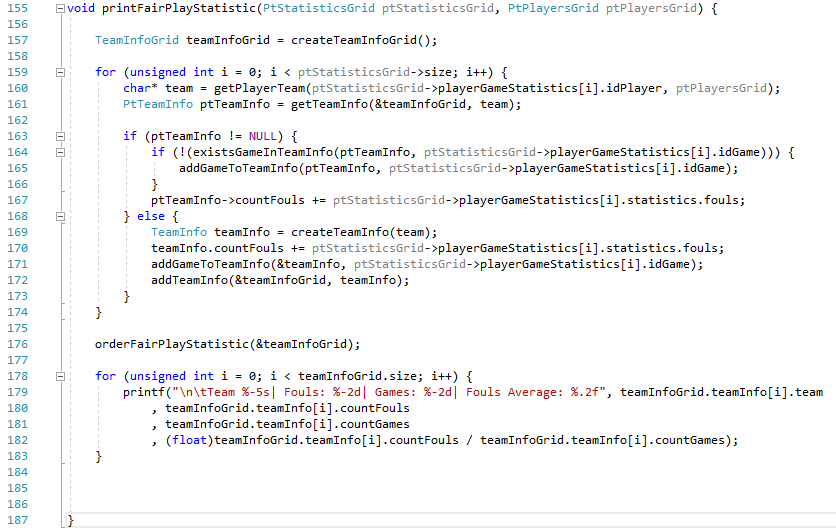 155 void printFairPlayStatistic(PtStatisticsGrid ptStatisticsGrid, PtPlayersGrid ptPlayersGrid) {
156
157     TeamInfoGrid teamInfoGrid = createTeamInfoGrid();
158
159     for (unsigned int i = 0; i < ptStatisticsGrid->size; i++) {
160         char* team = getPlayerTeam(ptStatisticsGrid->playerGameStatistics[i].idPlayer, ptPlayersGrid);
161         PtTeamInfo ptTeamInfo = getTeamInfo(&teamInfoGrid, team);
162
163         if (ptTeamInfo != NULL) {
164             if (!(existsGameInTeamInfo(ptTeamInfo, ptStatisticsGrid->playerGameStatistics[i].idGame))) {
165                 addGameToTeamInfo(ptTeamInfo, ptStatisticsGrid->playerGameStatistics[i].idGame);
166             }
167             ptTeamInfo->countFouls += ptStatisticsGrid->playerGameStatistics[i].statistics.fouls;
168         } else {
169             TeamInfo teamInfo = createTeamInfo(team);
170             teamInfo.countFouls += ptStatisticsGrid->playerGameStatistics[i].statistics.fouls;
171             addGameToTeamInfo(&teamInfo, ptStatisticsGrid->playerGameStatistics[i].idGame);
172             addTeamInfo(&teamInfoGrid, teamInfo);
173         }
174     }
175
176     orderFairPlayStatistic(&teamInfoGrid);
177
178     for (unsigned int i = 0; i < teamInfoGrid.size; i++) {
179         printf("\n\tTeam %-5s| Fouls: %-2d| Games: %-2d| Fouls Average: %.2f", teamInfoGrid.teamInfo[i].team
180             , teamInfoGrid.teamInfo[i].countFouls
181             , teamInfoGrid.teamInfo[i].countGames
182             , (float)teamInfoGrid.teamInfo[i].countFouls / teamInfoGrid.teamInfo[i].countGames);
183     }
184
185
186
187 }